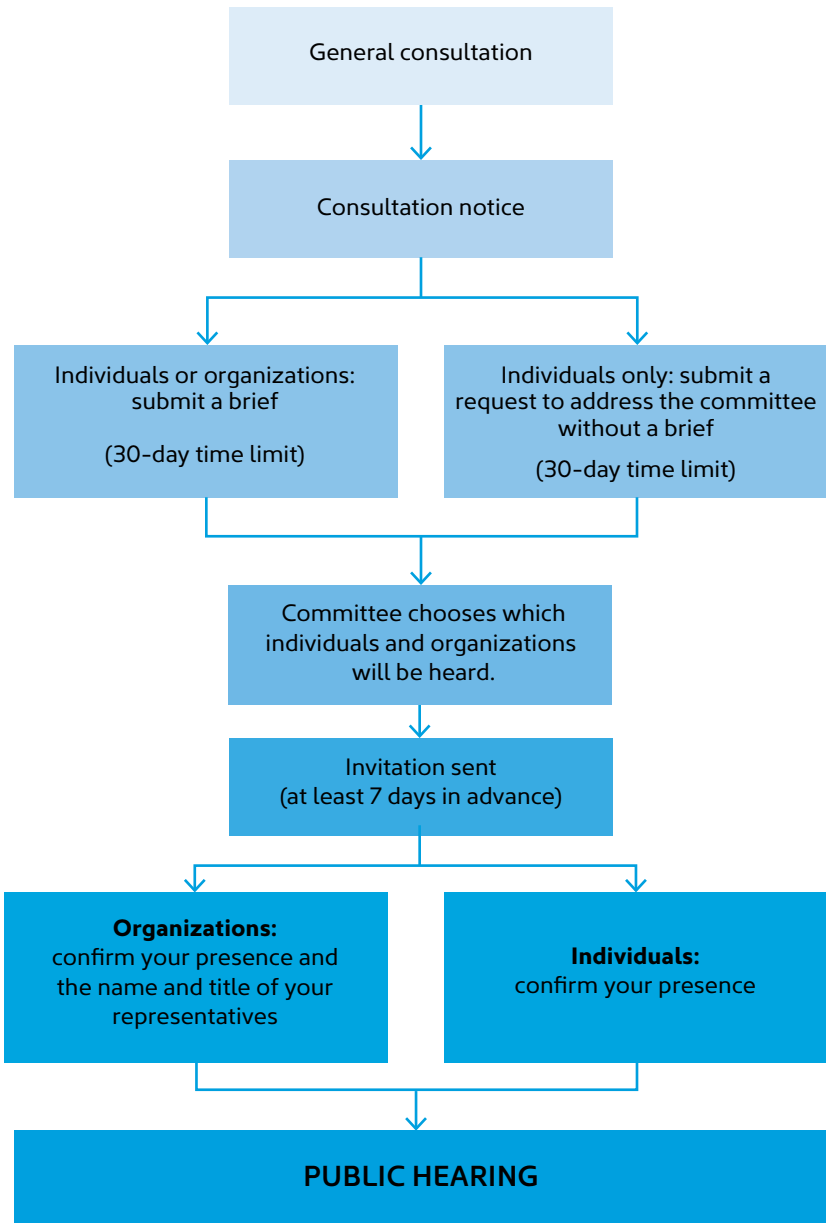 General consultation
Consultation notice
Individuals or organizations:
submit a brief
(30-day time limit)
Individuals only: submit a
request to address the committee
without a brief
(30-day time limit)
Committee chooses which
individuals and organizations
will be heard.
Invitation sent
(at least 7 days in advance)
Organizations:
confirm your presence and
the name and title of your
representatives
Individuals:
confirm your presence
PUBLIC HEARING